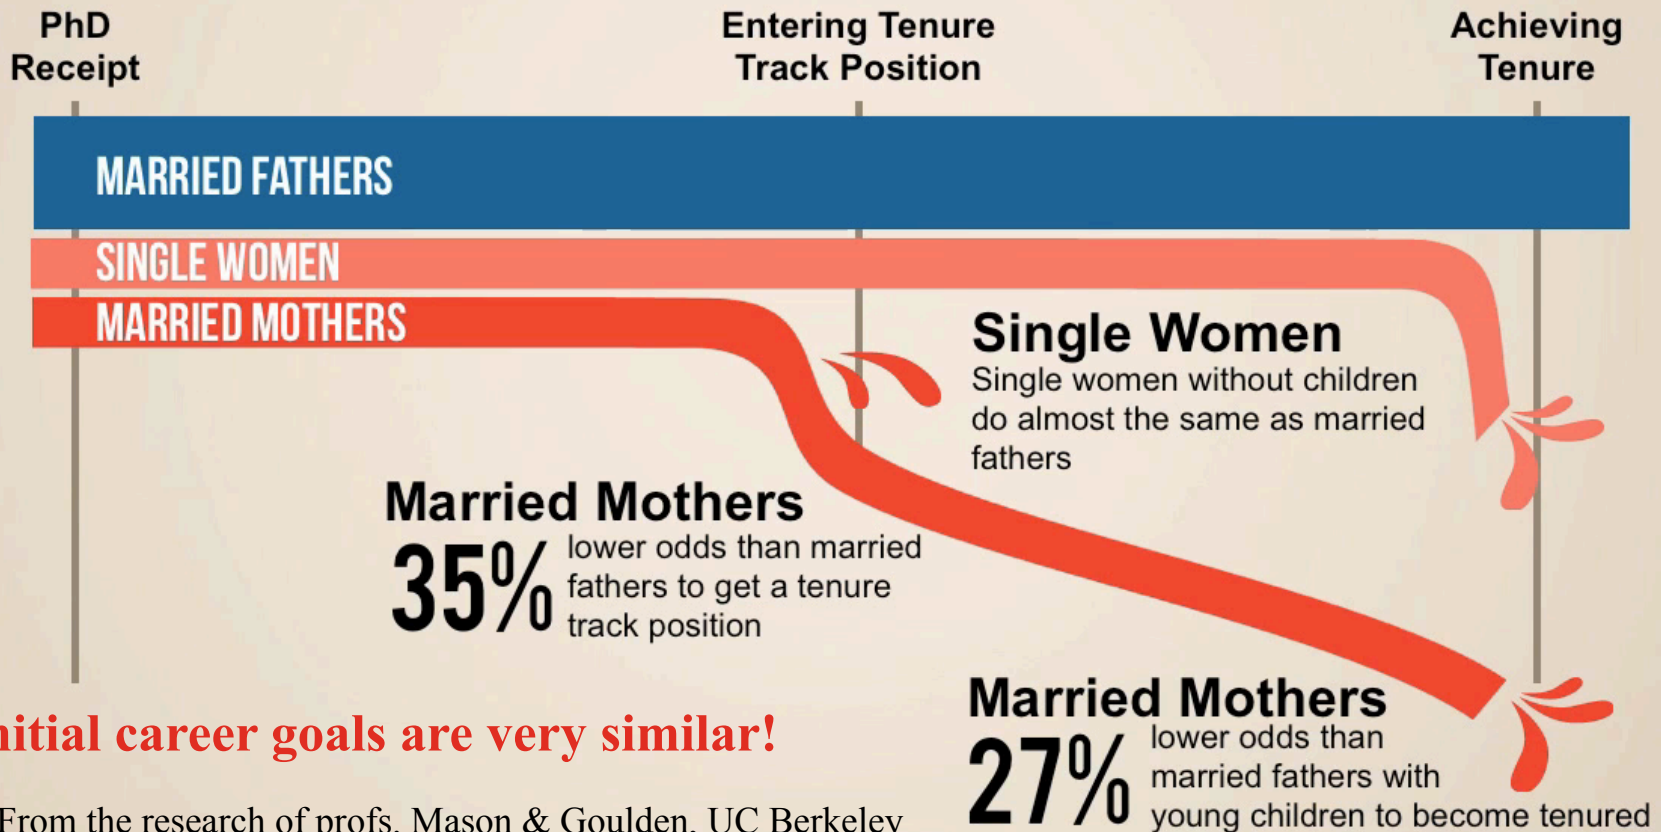 PhD
Receipt
Entering Tenure
Track Position
Achieving
Tenure
MARRIED FATHERS
SINGLE WOMEN
MARRIED MOTHERS
Single Women
Single women without children
do almost the same as married
fathers
Married Mothers
35%
lower odds than married
fathers to get a tenure
track position
Married Mothers
27%
lower odds than
married fathers with
young children to become tenured
nitial career goals are very similar!
From the research of profs. Mason & Goulden, UC Berkeley